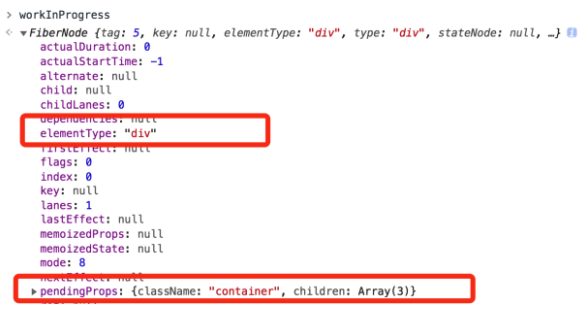 > workInProgress
FiberNode {tag: 5, key: null, elementType: "div", type: "div", stateNode: null, …}
actualDuration: 0
actualStartTime: -1
alternate: null
child: null
childLanes: 0
dependencies: null
elementType: "div"
firstEffect: null
flags: 0
index: 0
key: null
lanes: 1
lastEffect: null
memoizedProps: null
memoizedState: null
mode: 8
nextEffect: null
pendingProps: {className: "container", children: Array(3)}